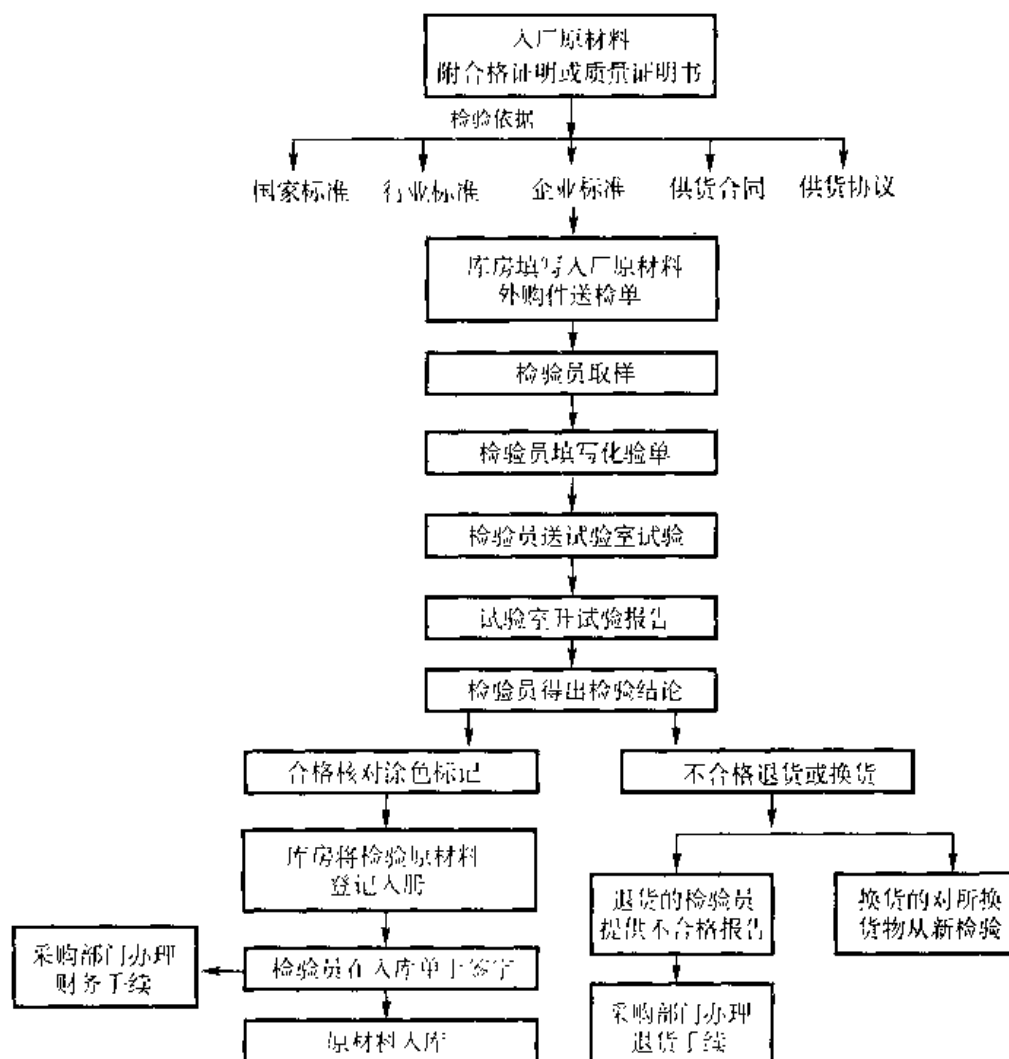 入厂原材料
附合格证明或质量证明书
检验依据
国家标准
行业标准
企业标准
供货合同
供货协议
库房填写入厂原材料
外购件送检单
检验员取样
检验员填写化验单
检验员送试验室试验
试验室开试验报告
检验员得出检验结论
合格核对涂色标记
不合格退货或换货
库房将检验原材料
登记入册
退货的检验员
提供不合格报告
换货的对所换
货物从新检验
采购部门办理
财务手续
检验员在入库单上签字
原材料入库
采购部门办理
退货手续